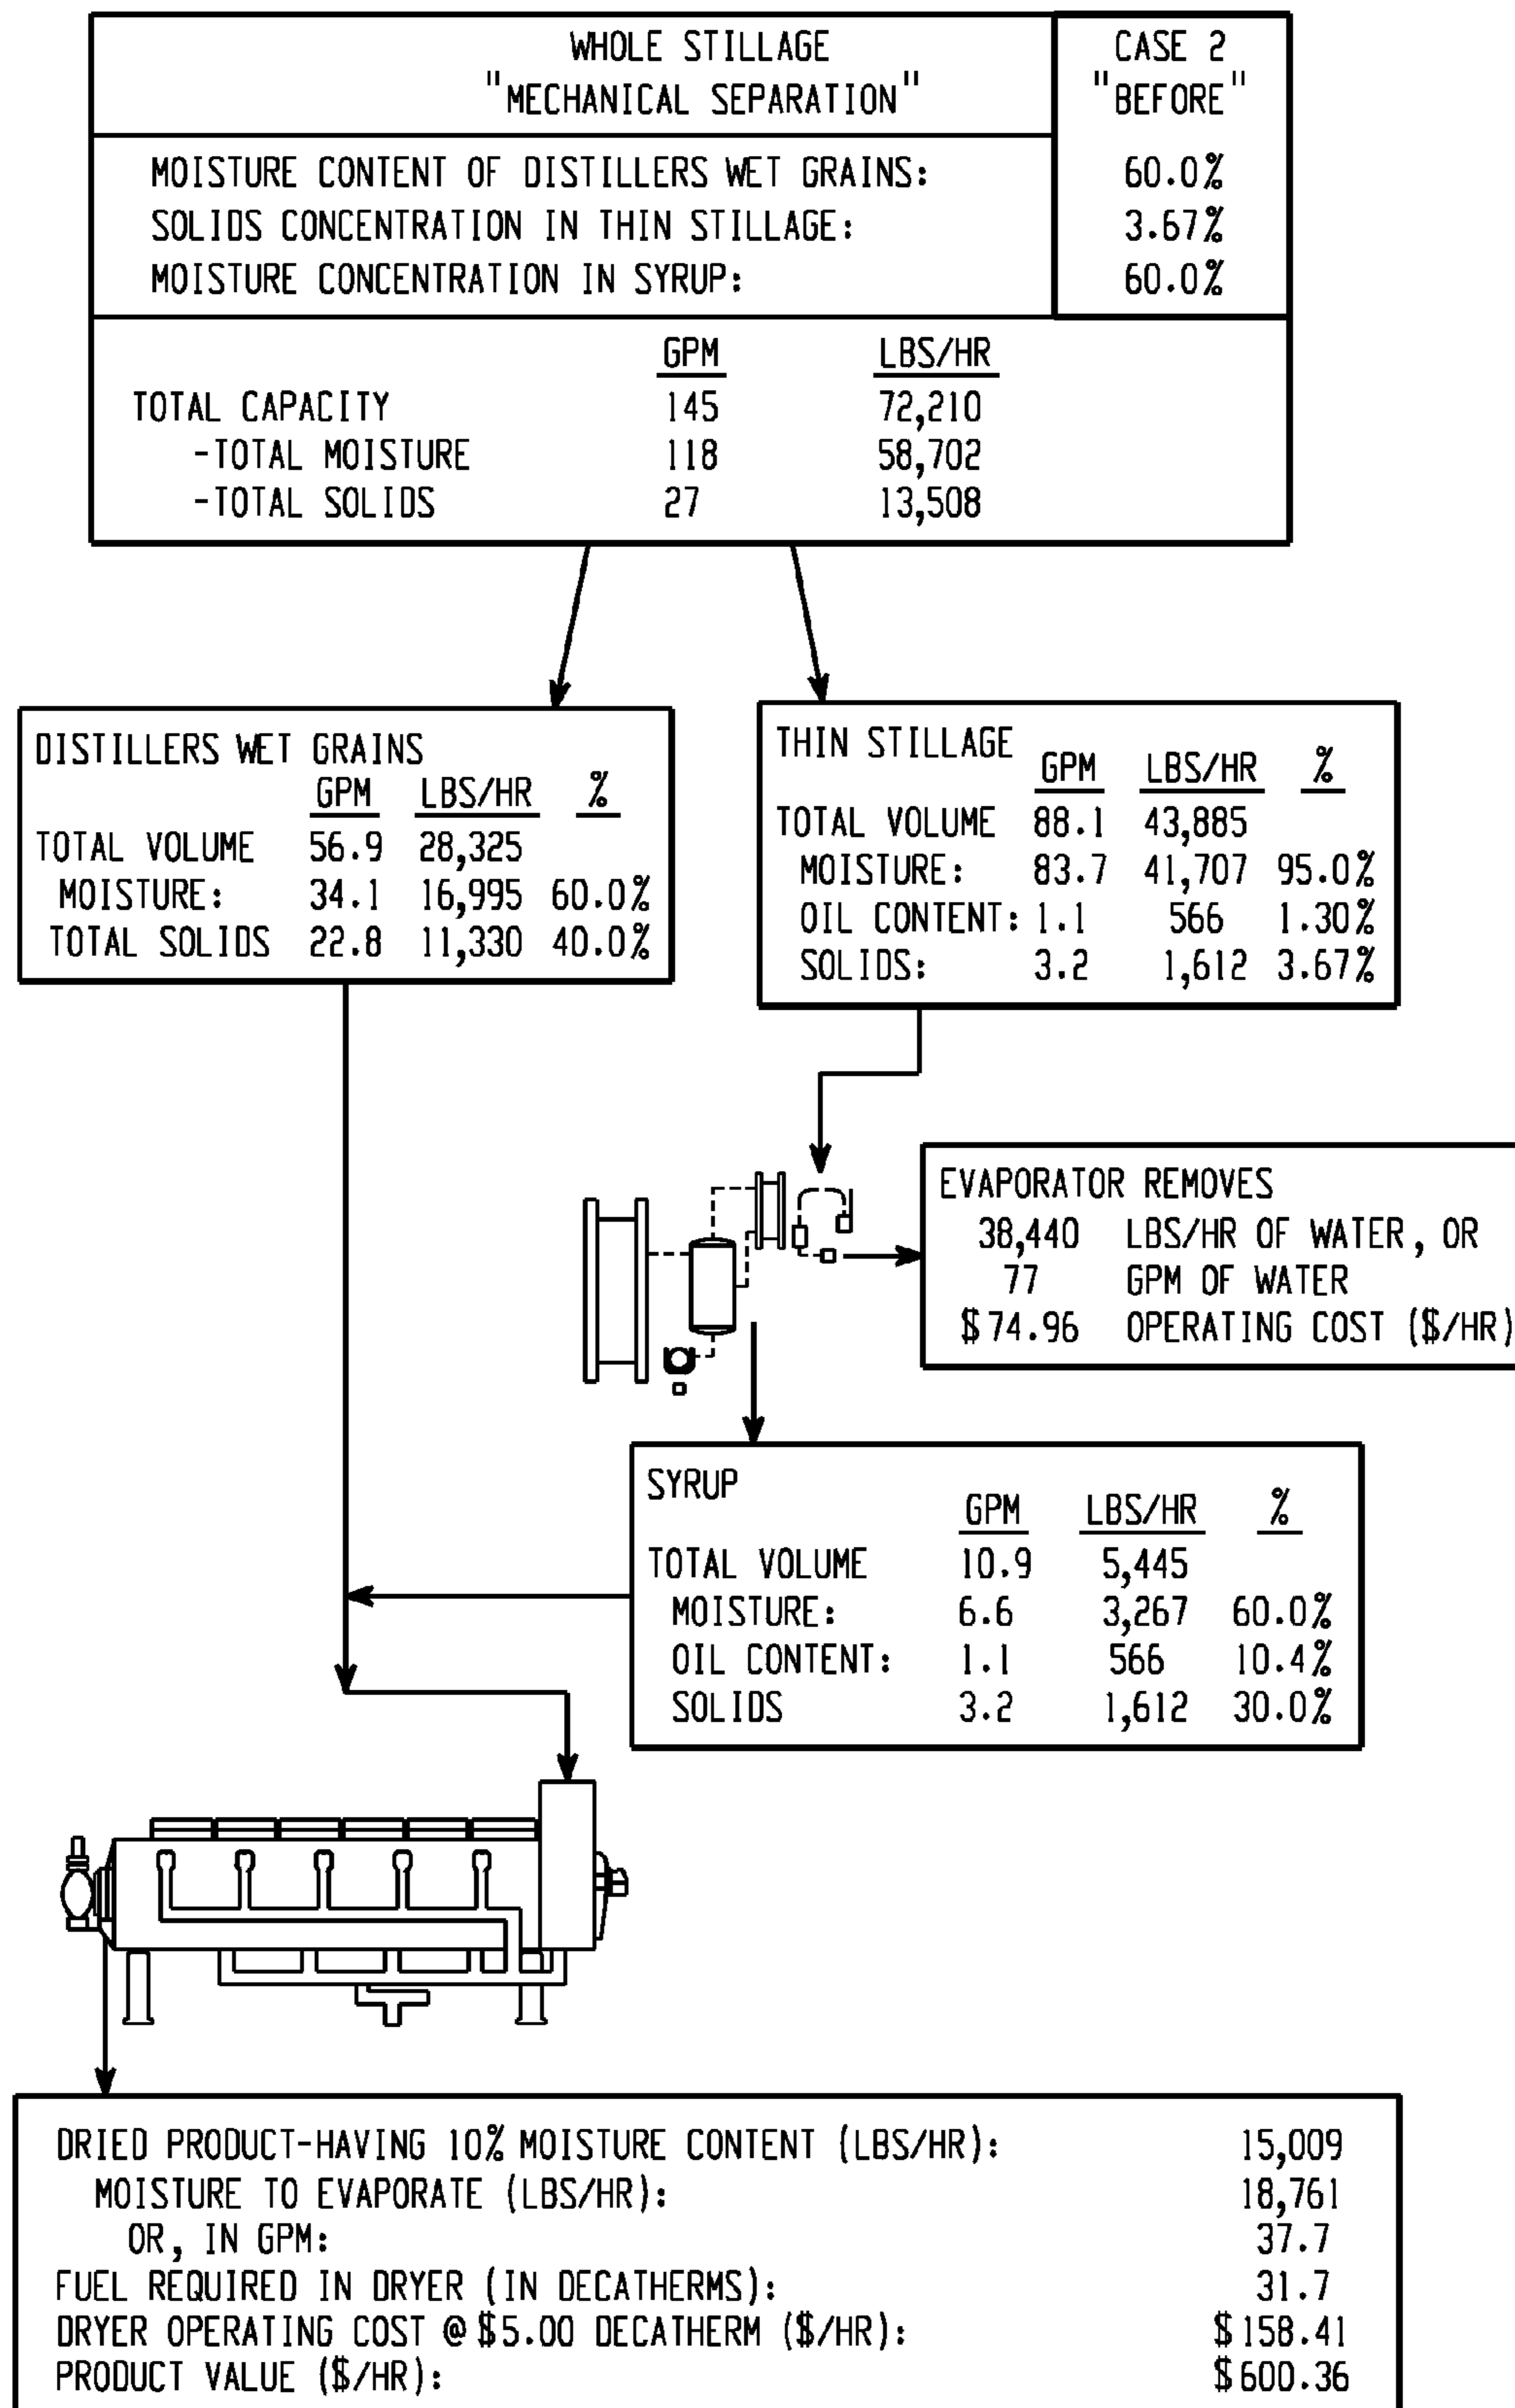 WHOLE STILLAGE
"MECHANICAL SEPARATION"
CASE 2
"BEFORE"
MOISTURE CONTENT OF DISTILLERS WET GRAINS: 60.0%
SOLIDS CONCENTRATION IN THIN STILLAGE: 3.67%
MOISTURE CONCENTRATION IN SYRUP: 60.0%
GPM LBS/HR
TOTAL CAPACITY 145 72,210
-TOTAL MOISTURE 118 58,702
-TOTAL SOLIDS 27 13,508
DISTILLERS WET GRAINS
GPM LBS/HR %
TOTAL VOLUME 56.9 28,325
MOISTURE: 34.1 16,995 60.0%
TOTAL SOLIDS 22.8 11,330 40.0%
THIN STILLAGE
GPM LBS/HR %
TOTAL VOLUME 88.1 43,885
MOISTURE: 83.7 41,707 95.0%
OIL CONTENT: 1.1 566 1.30%
SOLIDS: 3.2 1,612 3.67%
EVAPORATOR REMOVES
38,440 LBS/HR OF WATER, OR
77 GPM OF WATER
$74.96 OPERATING COST ($/HR)
SYRUP
GPM LBS/HR %
TOTAL VOLUME 10.9 5,445
MOISTURE: 6.6 3,267 60.0%
OIL CONTENT: 1.1 566 10.4%
SOLIDS 3.2 1,612 30.0%
DRIED PRODUCT-HAVING 10% MOISTURE CONTENT (LBS/HR): 15,009
MOISTURE TO EVAPORATE (LBS/HR): 18,761
OR, IN GPM: 37.7
FUEL REQUIRED IN DRYER (IN DECATHERMS): 31.7
DRYER OPERATING COST @ $5.00 DECATHERM ($/HR): $158.41
PRODUCT VALUE ($/HR): $600.36